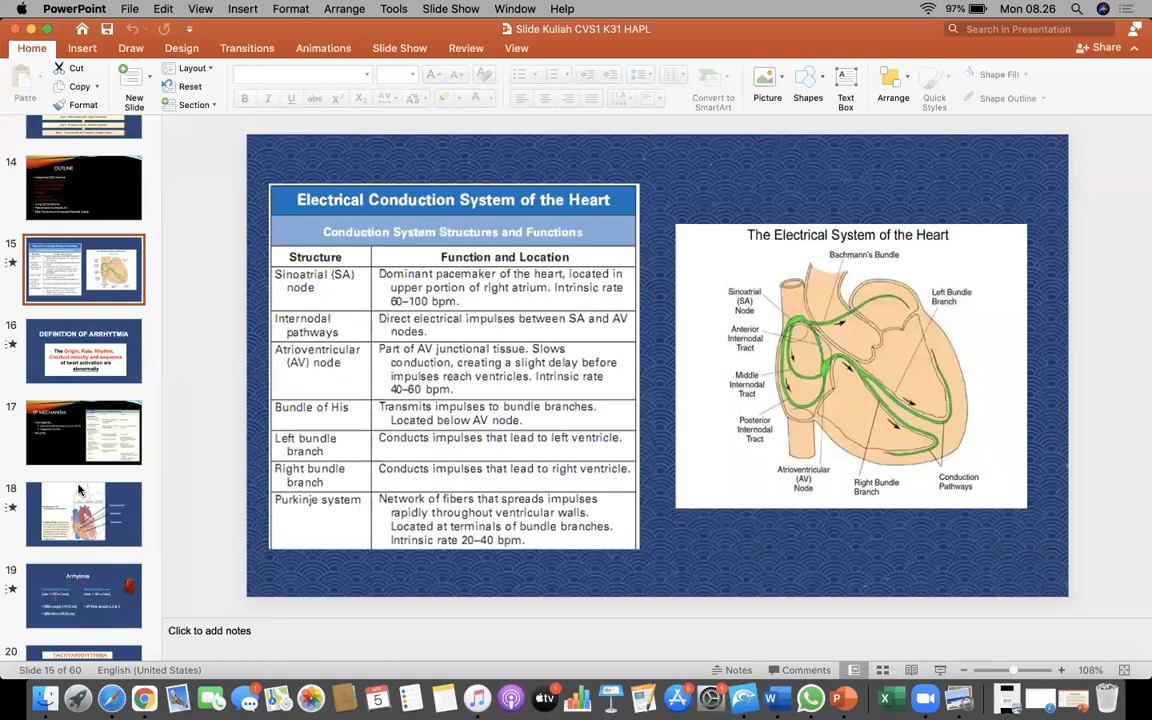 PowerPoint File Edit View Insert Format Arrange Tools Slide Show Window Help 97% Mon 08.26
Slide Kuliah CVS1 K31 HAPL
Search in Presentation
Home Insert Draw Design Transitions Animations Slide Show Review View
Share
Paste
Cut
Copy
Format
New
Slide
Layout
Reset
Section
Convert to
SmartArt
Picture
Shapes
Text
Box
Arrange
Quick
Styles
Shape Fill
Shape Outline
14
OUTLINE
15
16
DEFINITION OF ARRHYTMIA
The Origin, Rate, Rhythm,
Conduct velocity and sequence
of heart activation are
abnormally
17
EP MECHANISM
18
19
Arrhytmia
20
TACHYARRHYTHMIA
Electrical Conduction System of the Heart
Conduction System Structures and Functions
Structure Function and Location
Sinoatrial (SA) node Dominant pacemaker of the heart, located in
upper portion of right atrium. Intrinsic rate
60–100 bpm.
Internodal pathways Direct electrical impulses between SA and AV
nodes.
Atrioventricular (AV) node Part of AV junctional tissue. Slows
conduction, creating a slight delay before
impulses reach ventricles. Intrinsic rate
40–60 bpm.
Bundle of His Transmits impulses to bundle branches.
Located below AV node.
Left bundle branch Conducts impulses that lead to left ventricle.
Right bundle branch Conducts impulses that lead to right ventricle.
Purkinje system Network of fibers that spreads impulses
rapidly throughout ventricular walls.
Located at terminals of bundle branches.
Intrinsic rate 20–40 bpm.
The Electrical System of the Heart
Bachmann's Bundle
Sinoatrial
(SA)
Node
Left Bundle
Branch
Anterior
Internodal
Tract
Middle
Internodal
Tract
Posterior
Internodal
Tract
Atrioventricular
(AV)
Node
Right Bundle
Branch
Conduction
Pathways
Click to add notes
Slide 15 of 60 English (United States) Notes Comments 108%